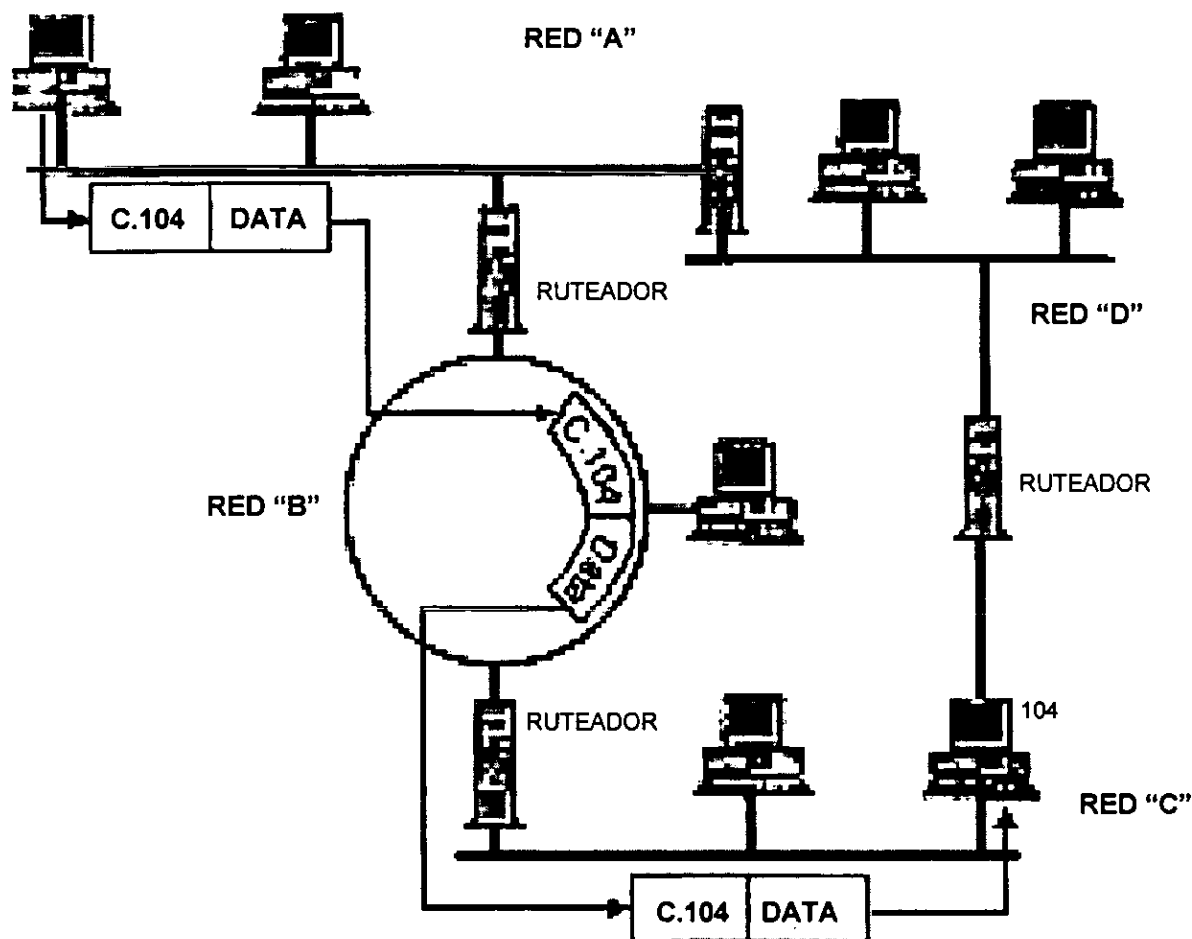 RED “A”
C.104 DATA
RUTEADOR
RED “D”
C.104 Data
RED “B”
RUTEADOR
RUTEADOR
104
RED “C”
C.104 DATA